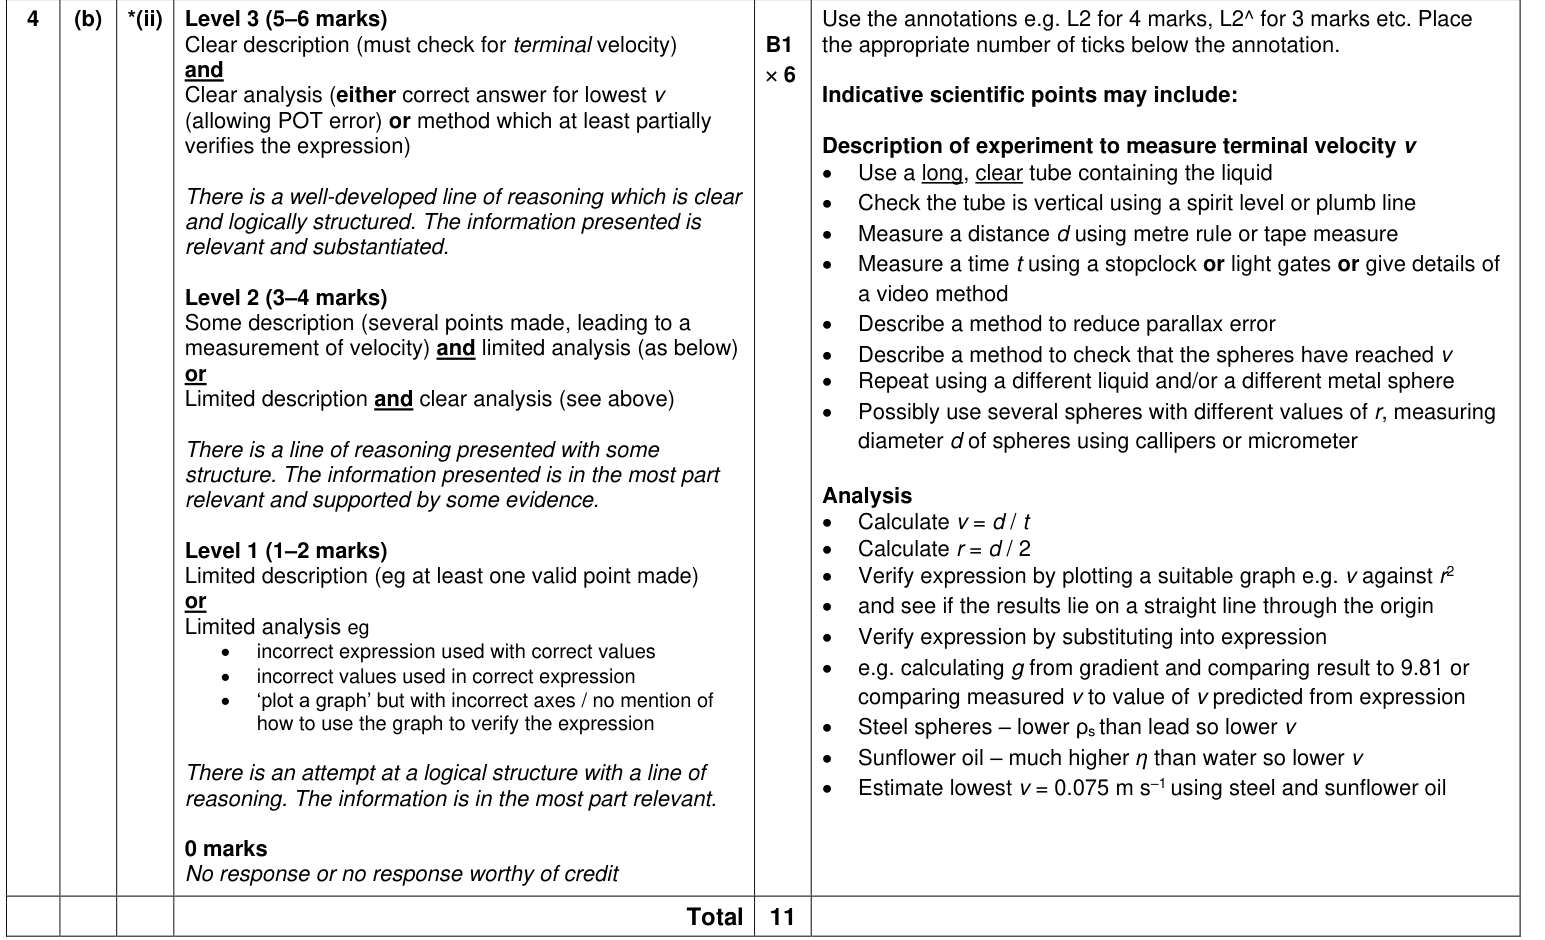 4 (b) *(ii) Level 3 (5–6 marks)
Clear description (must check for terminal velocity)
and
Clear analysis (either correct answer for lowest v
(allowing POT error) or method which at least partially
verifies the expression)
There is a well-developed line of reasoning which is clear
and logically structured. The information presented is
relevant and substantiated.
Level 2 (3–4 marks)
Some description (several points made, leading to a
measurement of velocity) and limited analysis (as below)
or
Limited description and clear analysis (see above)
There is a line of reasoning presented with some
structure. The information presented is in the most part
relevant and supported by some evidence.
Level 1 (1–2 marks)
Limited description (eg at least one valid point made)
or
Limited analysis eg
• incorrect expression used with correct values
• incorrect values used in correct expression
• ‘plot a graph’ but with incorrect axes / no mention of
how to use the graph to verify the expression
There is an attempt at a logical structure with a line of
reasoning. The information is in the most part relevant.
0 marks
No response or no response worthy of credit
B1
× 6
Use the annotations e.g. L2 for 4 marks, L2^ for 3 marks etc. Place
the appropriate number of ticks below the annotation.
Indicative scientific points may include:
Description of experiment to measure terminal velocity v
• Use a long, clear tube containing the liquid
• Check the tube is vertical using a spirit level or plumb line
• Measure a distance d using metre rule or tape measure
• Measure a time t using a stopclock or light gates or give details of
a video method
• Describe a method to reduce parallax error
• Describe a method to check that the spheres have reached v
• Repeat using a different liquid and/or a different metal sphere
• Possibly use several spheres with different values of r, measuring
diameter d of spheres using callipers or micrometer
Analysis
• Calculate v = d / t
• Calculate r = d / 2
• Verify expression by plotting a suitable graph e.g. v against r²
• and see if the results lie on a straight line through the origin
• Verify expression by substituting into expression
• e.g. calculating g from gradient and comparing result to 9.81 or
comparing measured v to value of v predicted from expression
• Steel spheres – lower ρₛ than lead so lower v
• Sunflower oil – much higher η than water so lower v
• Estimate lowest v = 0.075 m s⁻¹ using steel and sunflower oil
Total 11